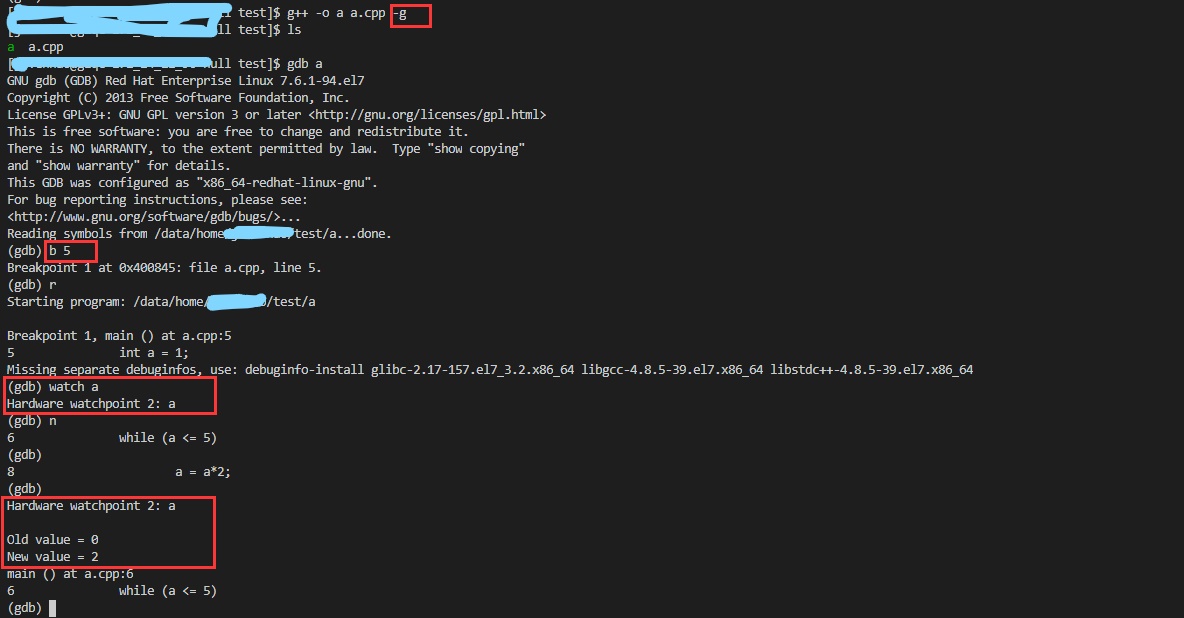 test]$ g++ -o a a.cpp -g
test]$ ls
a  a.cpp
test]$ gdb a
GNU gdb (GDB) Red Hat Enterprise Linux 7.6.1-94.el7
Copyright (C) 2013 Free Software Foundation, Inc.
License GPLv3+: GNU GPL version 3 or later <http://gnu.org/licenses/gpl.html>
This is free software: you are free to change and redistribute it.
There is NO WARRANTY, to the extent permitted by law.  Type "show copying"
and "show warranty" for details.
This GDB was configured as "x86_64-redhat-linux-gnu".
For bug reporting instructions, please see:
<http://www.gnu.org/software/gdb/bugs/>...
Reading symbols from /data/home/ test/a...done.
(gdb) b 5
Breakpoint 1 at 0x400845: file a.cpp, line 5.
(gdb) r
Starting program: /data/home/ /test/a
Breakpoint 1, main () at a.cpp:5
5               int a = 1;
Missing separate debuginfos, use: debuginfo-install glibc-2.17-157.el7_3.2.x86_64 libgcc-4.8.5-39.el7.x86_64 libstdc++-4.8.5-39.el7.x86_64
(gdb) watch a
Hardware watchpoint 2: a
(gdb) n
6               while (a <= 5)
(gdb)
8                       a = a*2;
(gdb)
Hardware watchpoint 2: a
Old value = 0
New value = 2
main () at a.cpp:6
6               while (a <= 5)
(gdb)